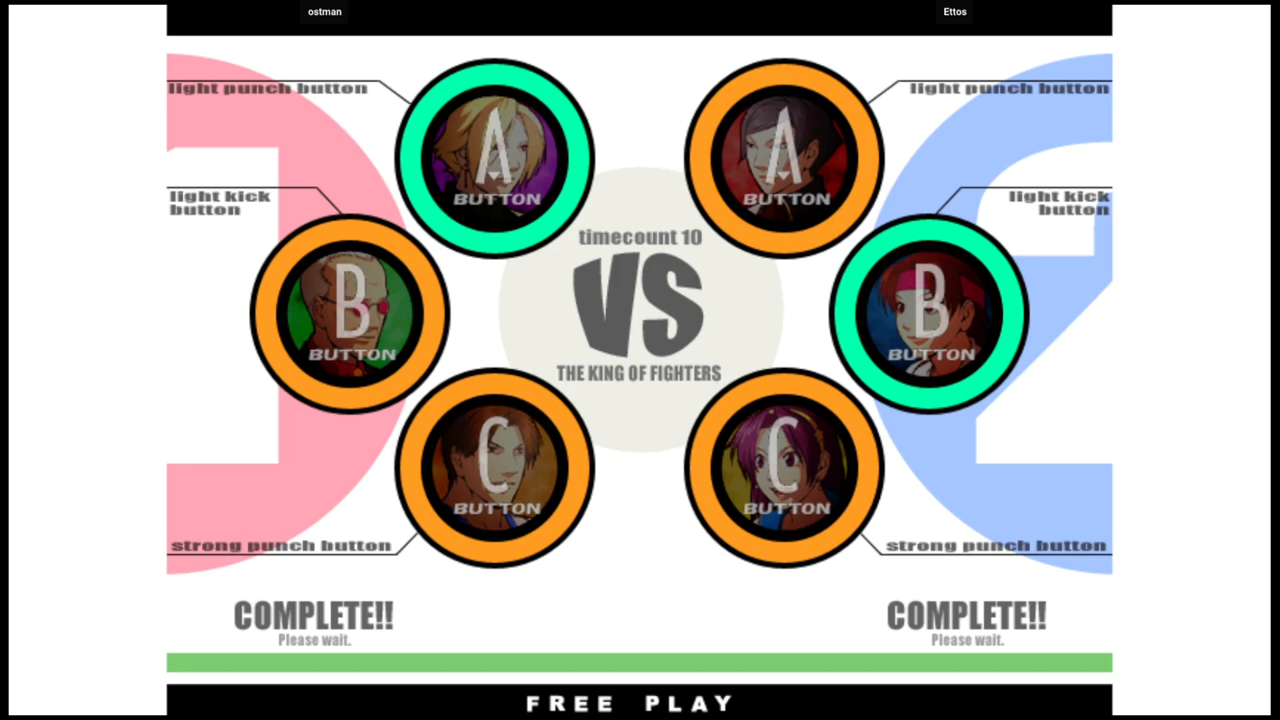 ostman
Ettos
light punch button
light punch button
A
BUTTON
A
BUTTON
light kick
button
light kick
button
timecount 10
VS
THE KING OF FIGHTERS
B
BUTTON
B
BUTTON
C
BUTTON
C
BUTTON
strong punch button
strong punch button
COMPLETE!!
Please wait.
COMPLETE!!
Please wait.
FREE PLAY